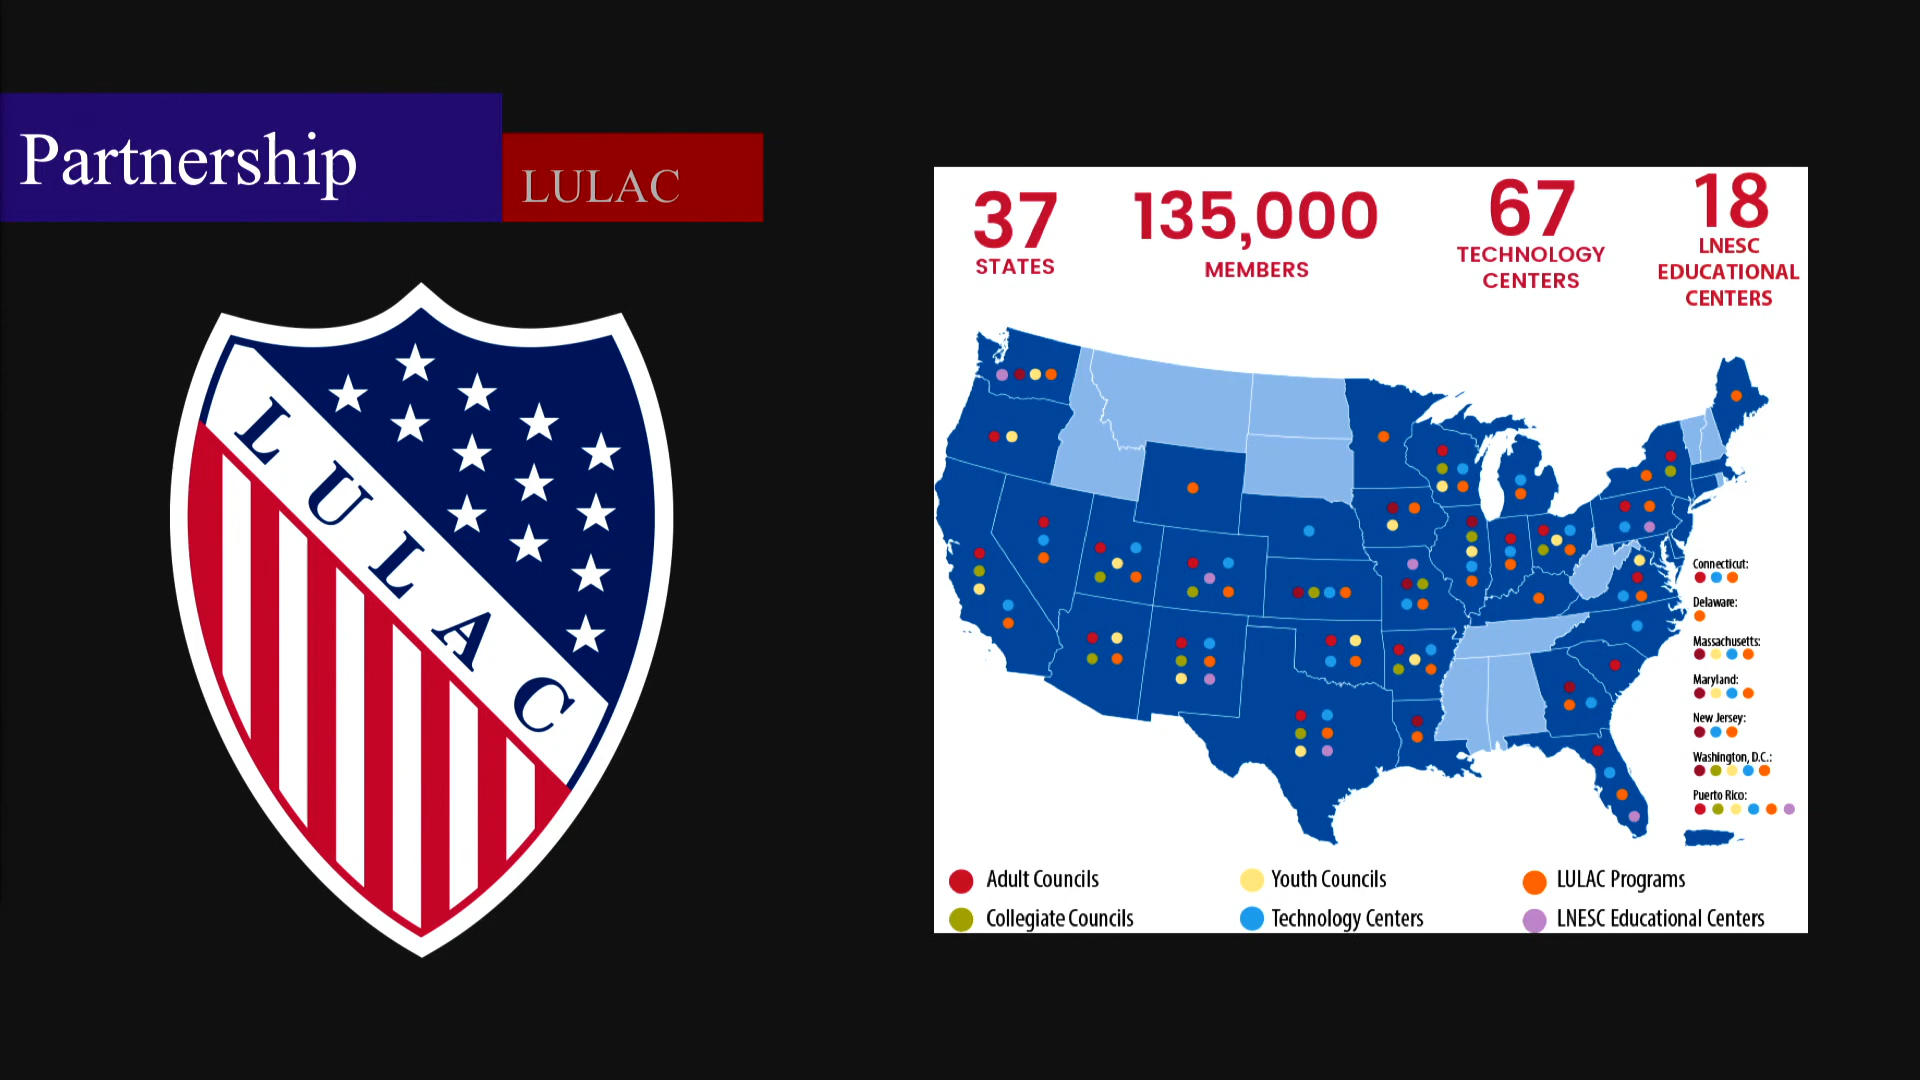 Partnership
LULAC
LULAC
37
STATES
135,000
MEMBERS
67
TECHNOLOGY
CENTERS
18
LNESC
EDUCATIONAL
CENTERS
Connecticut:
Delaware:
Massachusetts:
Maryland:
New Jersey:
Washington, D.C.:
Puerto Rico:
Adult Councils
Youth Councils
LULAC Programs
Collegiate Councils
Technology Centers
LNESC Educational Centers